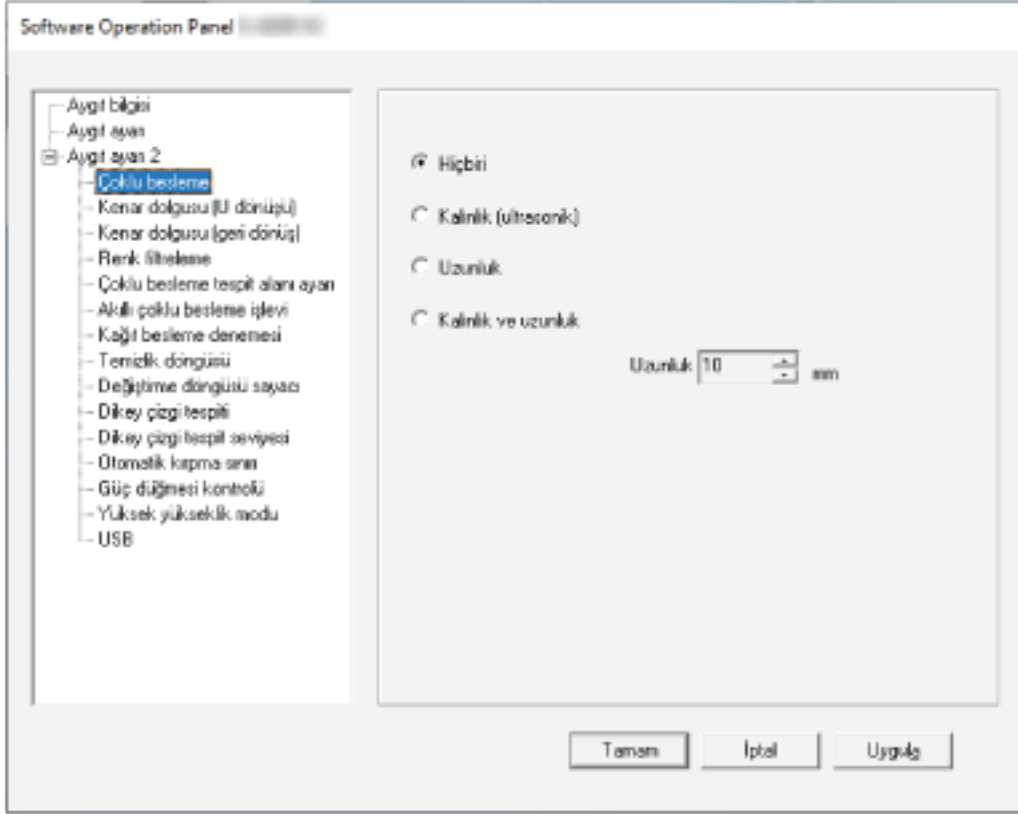 Software Operation Panel
Aygıt bilgisi
Aygıt ayarı
Aygıt ayarı 2
Çoklu besleme
Kenar dolgusu (U dönüşü)
Kenar dolgusu (geri dönüş)
Renk filtreleme
Çoklu besleme tespit alanı ayarı
Akıllı çoklu besleme işlevi
Kağıt besleme denemesi
Temizlik döngüsü
Değiştirme döngüsü sayacı
Dikey çizgi tespiti
Dikey çizgi tespit seviyesi
Otomatik kırpma sınırı
Güç düğmesi kontrolü
Yüksek yükseklik modu
USB
Hiçbiri
Kalinlik (ultrasonik)
Uzunluk
Kalinlik ve uzunluk
Uzunluk 10 mm
Tamam İptal Uygula